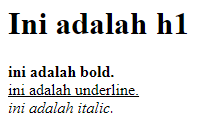 Ini adalah h1
ini adalah bold.
ini adalah underline.
ini adalah italic.